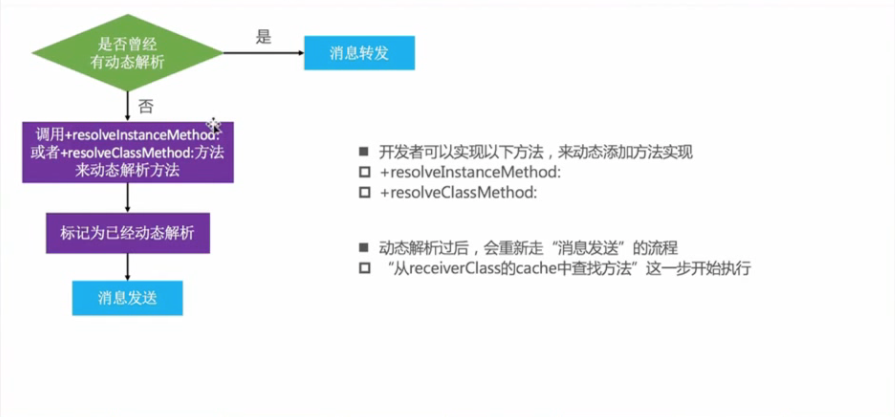 是否曾经
有动态解析
是
消息转发
否
调用+resolveInstanceMethod:
或者+resolveClassMethod:方法
来动态解析方法
标记为已经动态解析
消息发送
开发者可以实现以下方法，来动态添加方法实现
+resolveInstanceMethod:
+resolveClassMethod:
动态解析过后，会重新走“消息发送”的流程
“从receiverClass的cache中查找方法”这一步开始执行